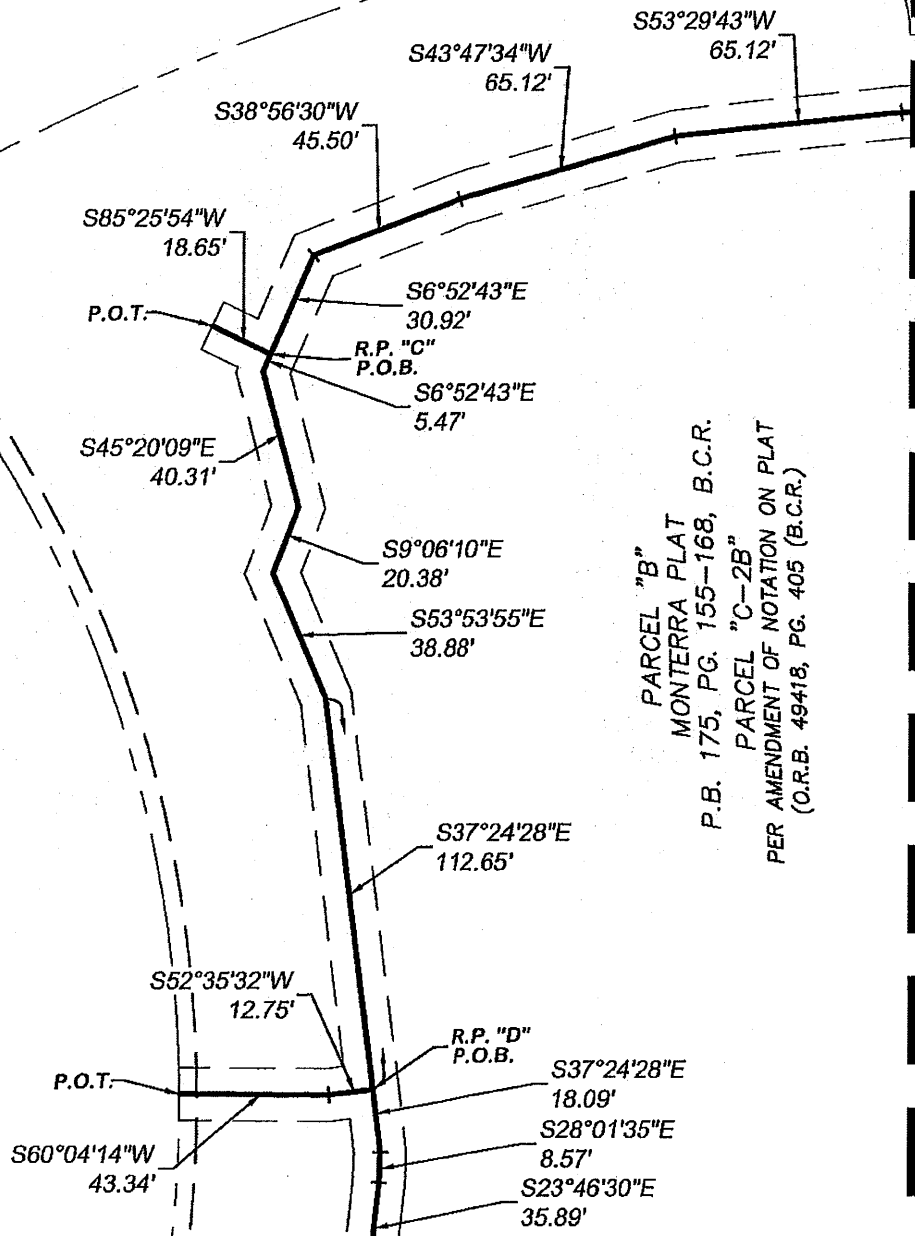 S53°29'43"W
65.12'
S43°47'34"W
65.12'
S38°56'30"W
45.50'
S85°25'54"W
18.65'
P.O.T.
S6°52'43"E
30.92'
R.P. "C"
P.O.B.
S6°52'43"E
5.47'
S45°20'09"E
40.31'
S9°06'10"E
20.38'
S53°53'55"E
38.88'
PARCEL "B"
MONTERRA PLAT
P.B. 175, PG. 155-168, B.C.R.
PARCEL "C-2B"
PER AMENDMENT OF NOTATION ON PLAT
(O.R.B. 49418, PG. 405 (B.C.R.)
S37°24'28"E
112.65'
S52°35'32"W
12.75'
R.P. "D"
P.O.B.
P.O.T.
S37°24'28"E
18.09'
S28°01'35"E
8.57'
S60°04'14"W
43.34'
S23°46'30"E
35.89'